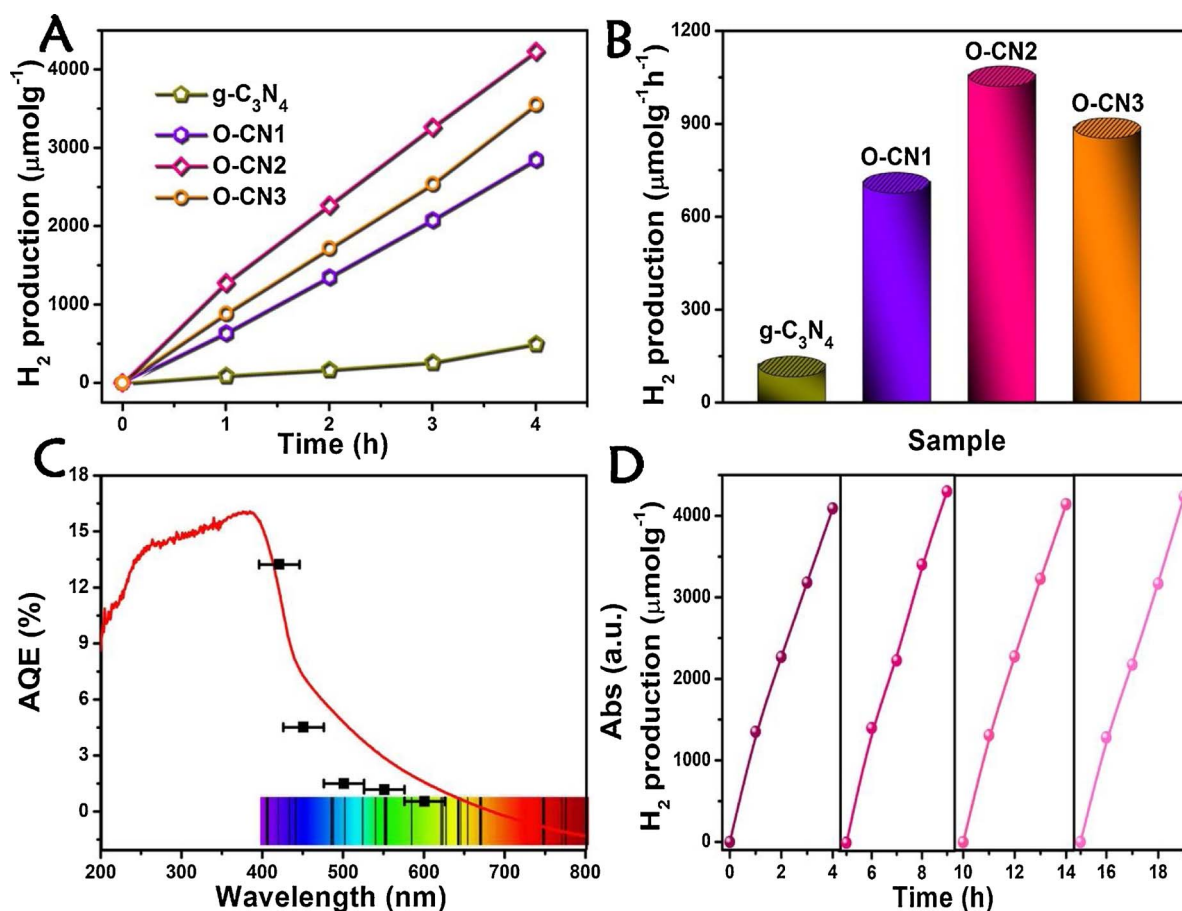 A
H₂ production (μmolg⁻¹)
4000
3000
2000
1000
0
g-C₃N₄
O-CN1
O-CN2
O-CN3
0 1 2 3 4
Time (h)
B
H₂ production (μmolg⁻¹h⁻¹)
1200
900
600
300
0
g-C₃N₄
O-CN1
O-CN2
O-CN3
Sample
C
AQE (%)
18
15
12
9
6
3
0
200 300 400 500 600 700 800
Wavelength (nm)
Abs (a.u.)
D
H₂ production (μmolg⁻¹)
4000
3000
2000
1000
0
0 2 4 6 8 10 12 14 16 18
Time (h)